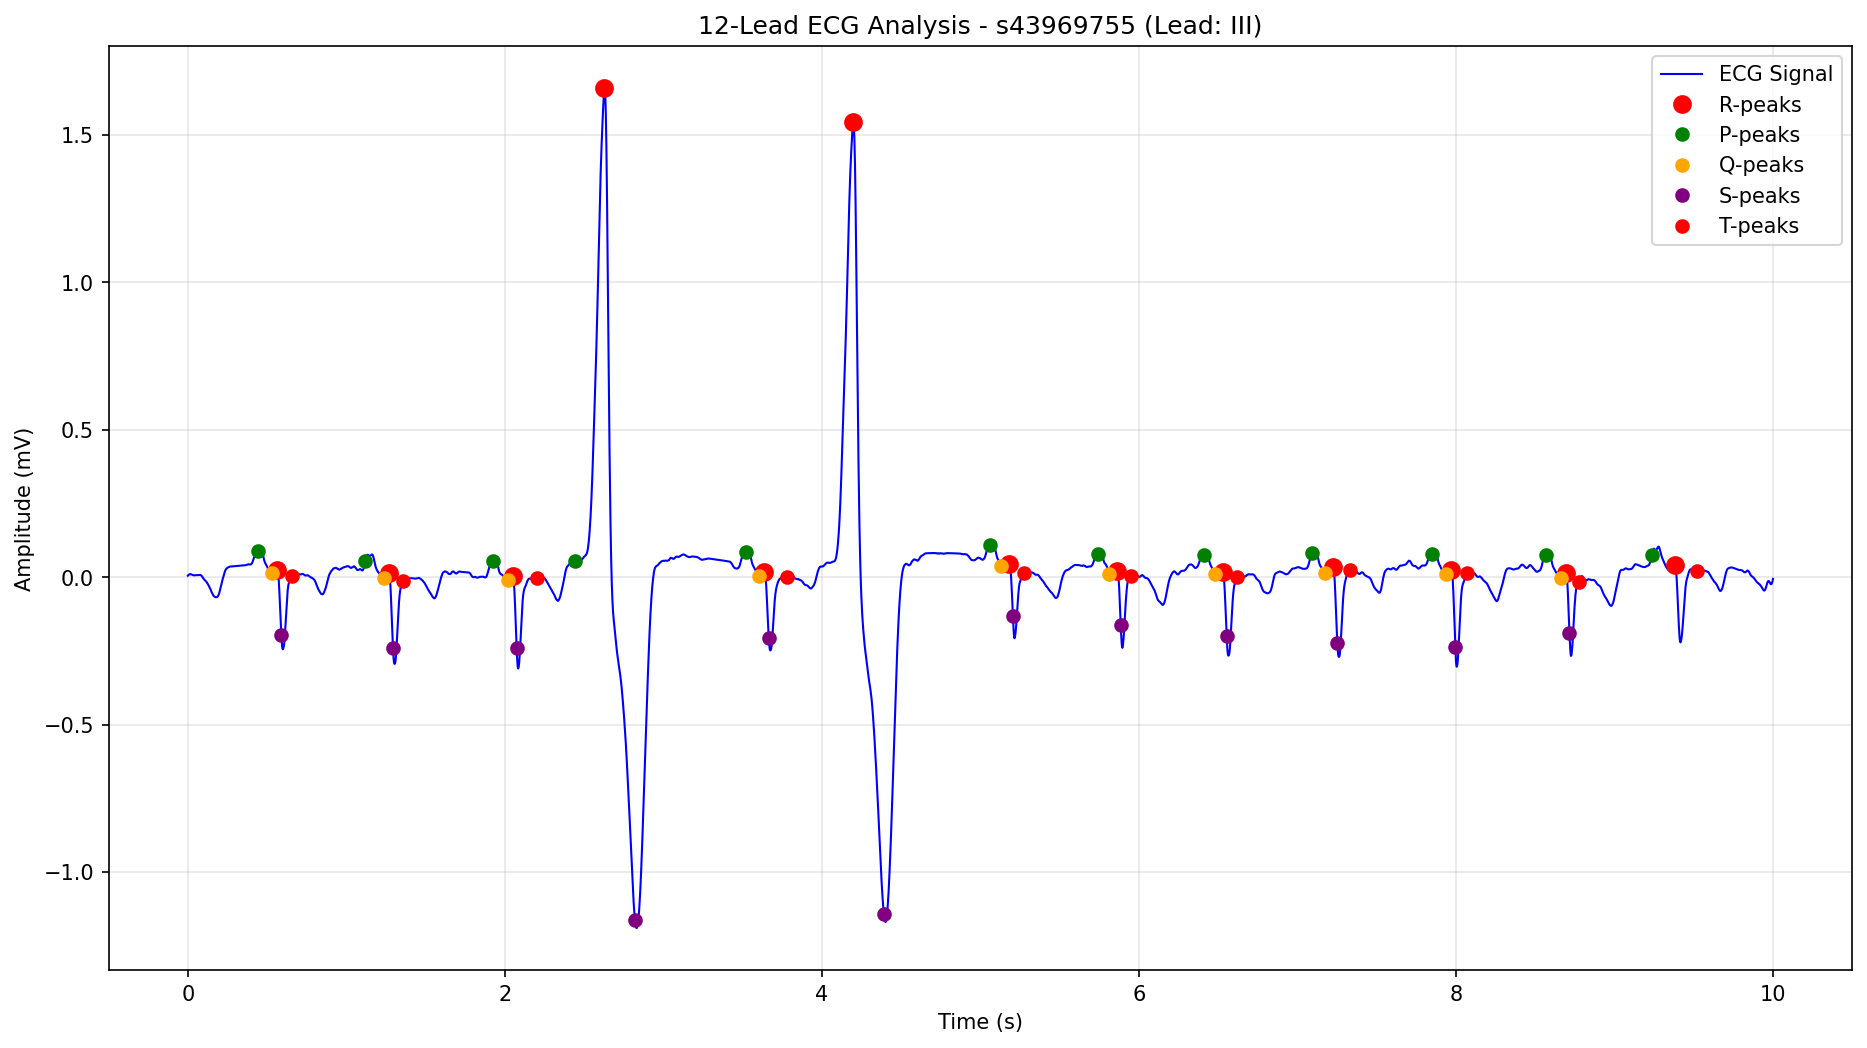 12-Lead ECG Analysis - s43969755 (Lead: III)
ECG Signal
R-peaks
P-peaks
Q-peaks
S-peaks
T-peaks
Amplitude (mV)
1.5
1.0
0.5
0.0
−0.5
−1.0
0 2 4 6 8 10
Time (s)